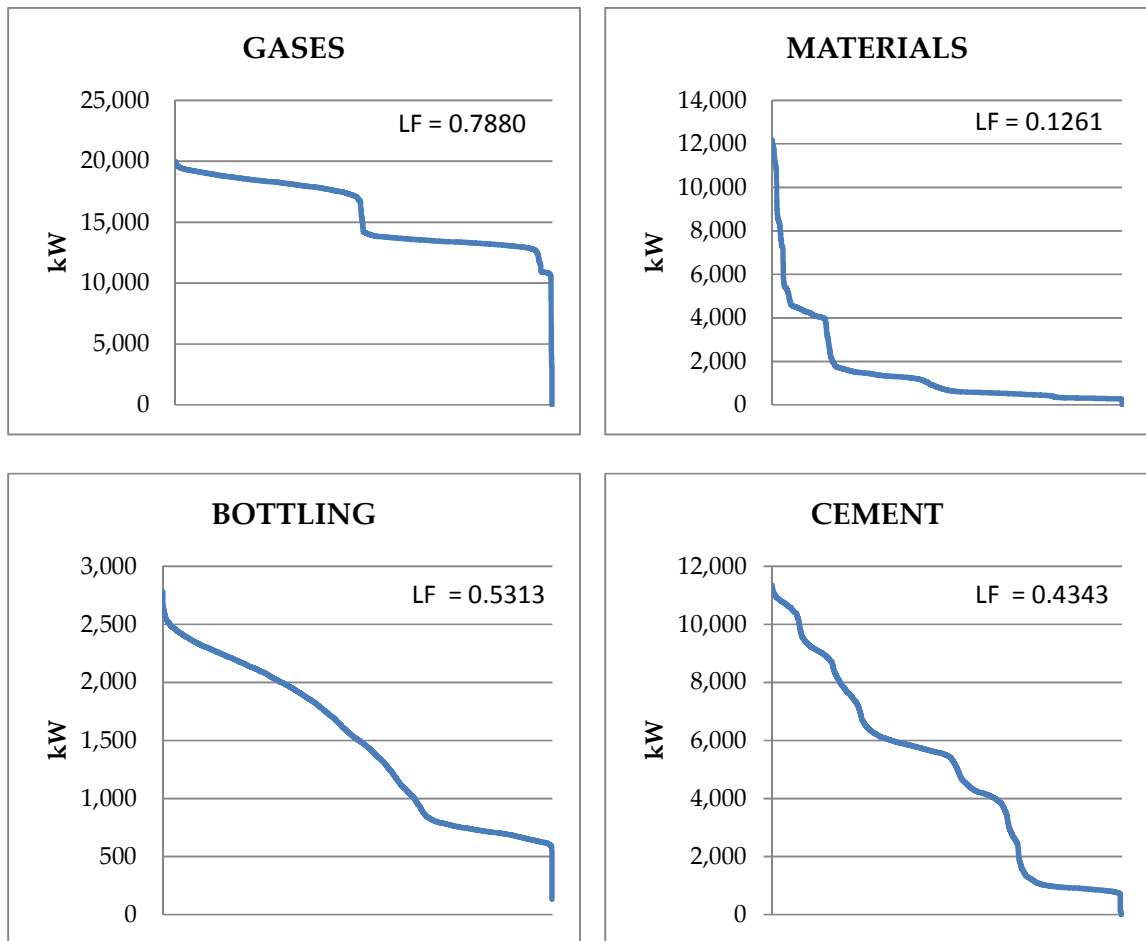 GASES
LF = 0.7880
25,000
20,000
15,000
10,000
5,000
0
kW
MATERIALS
LF = 0.1261
14,000
12,000
10,000
8,000
6,000
4,000
2,000
0
kW
BOTTLING
LF = 0.5313
3,000
2,500
2,000
1,500
1,000
500
0
kW
CEMENT
LF = 0.4343
12,000
10,000
8,000
6,000
4,000
2,000
0
kW